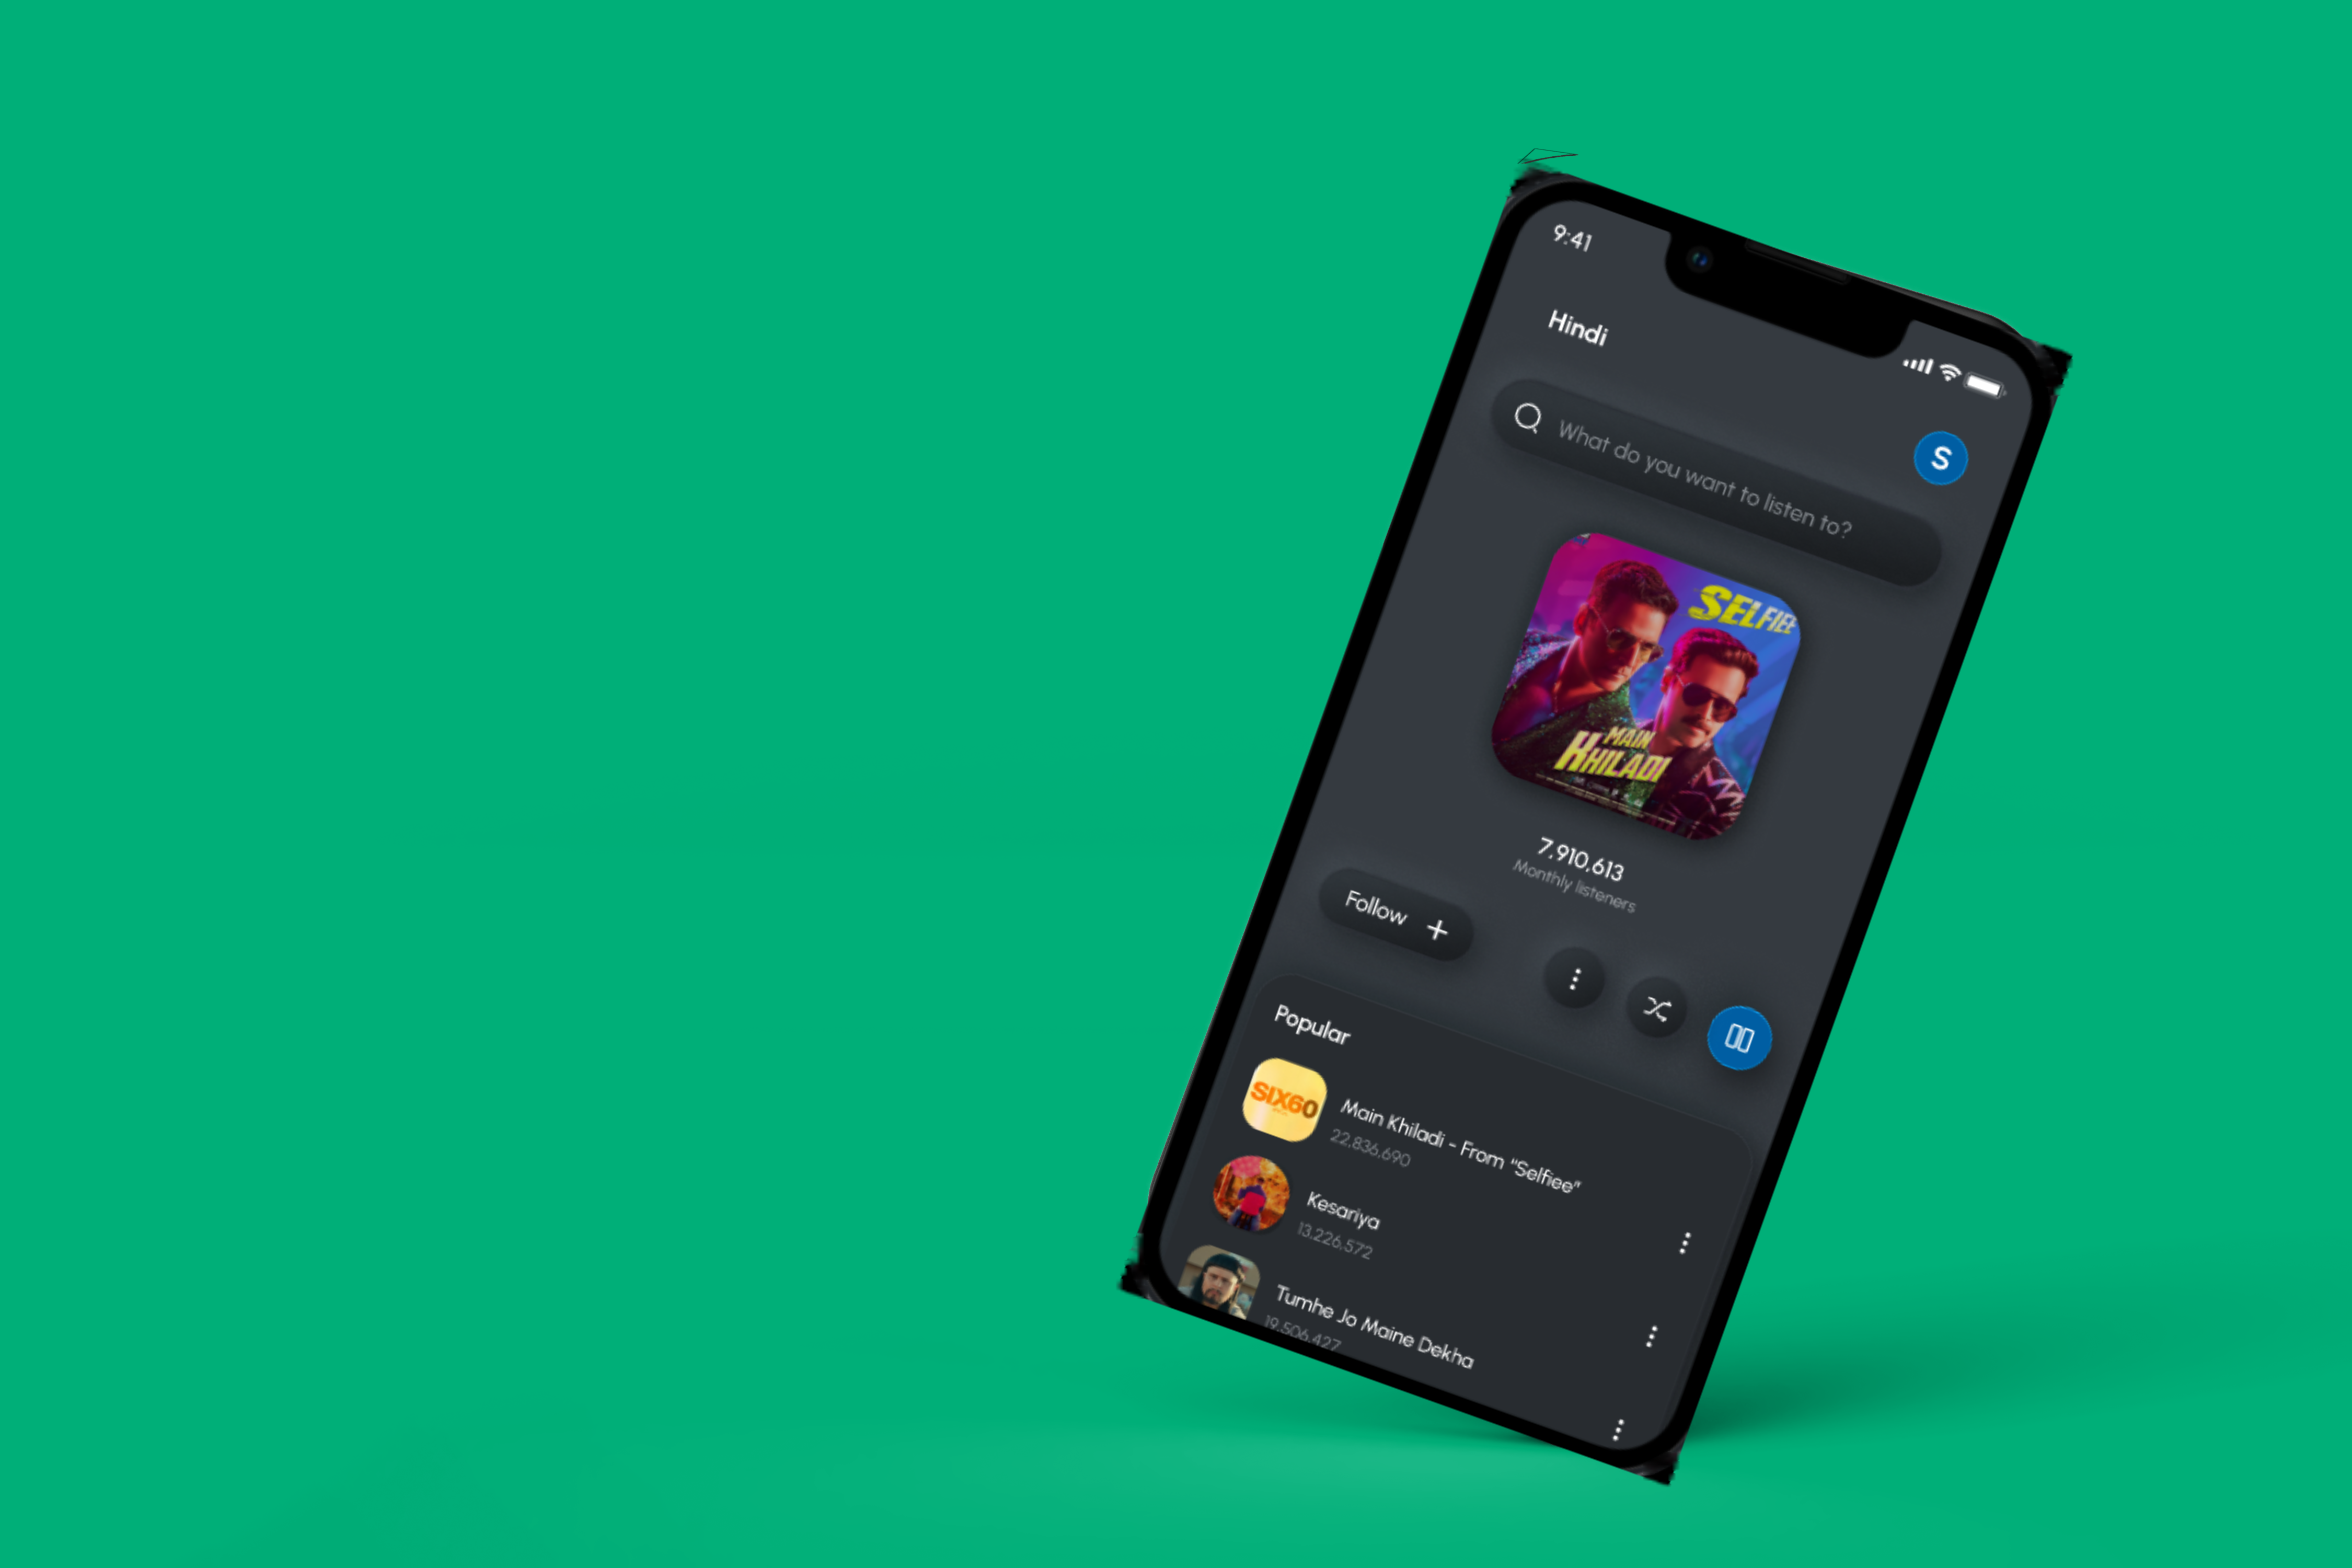 9:41
Hindi
S
What do you want to listen to?
SELFIEE
MAIN
KHILADI
7,910,613
Monthly listeners
Follow
Popular
SIX60
Main Khiladi - From "Selfiee"
22,836,690
Kesariya
13,226,572
Tumhe Jo Maine Dekha
19,506,427